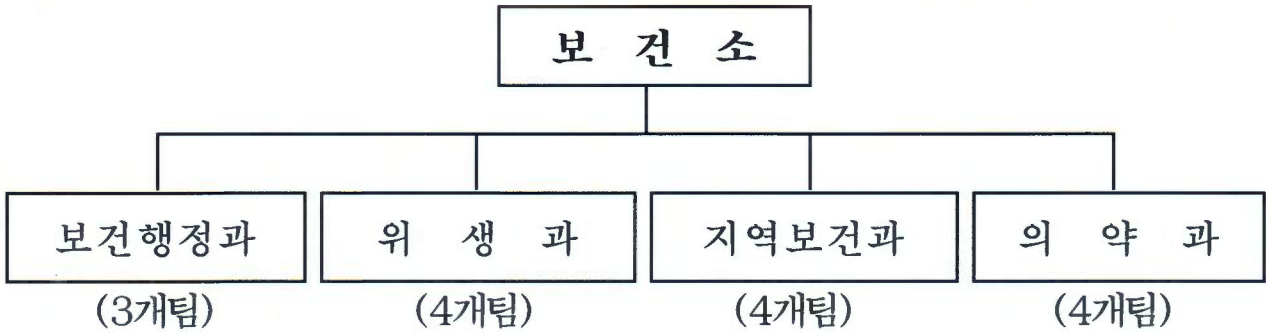 보 건 소
보건행정과 위 생 과 지역보건과 의 약 과
(3개팀) (4개팀) (4개팀) (4개팀)